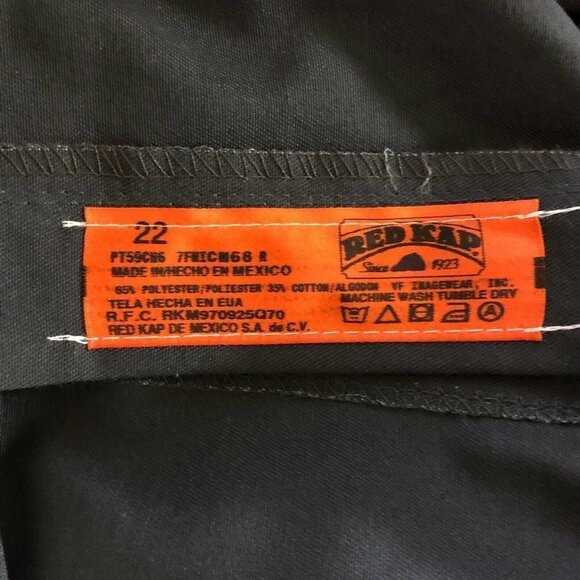 22
PT59CH6 7FNICM68 R
MADE IN/HECHO EN MEXICO
RED KAP
Since 1923
65% POLYESTER/POLIESTER 35% COTTON/ALGODON VF IMAGEWEAR, INC.
TELA HECHA EN EUA
MACHINE WASH TUMBLE DRY
R.F.C. RKM970925Q70
RED KAP DE MEXICO S.A. de C.V.
A